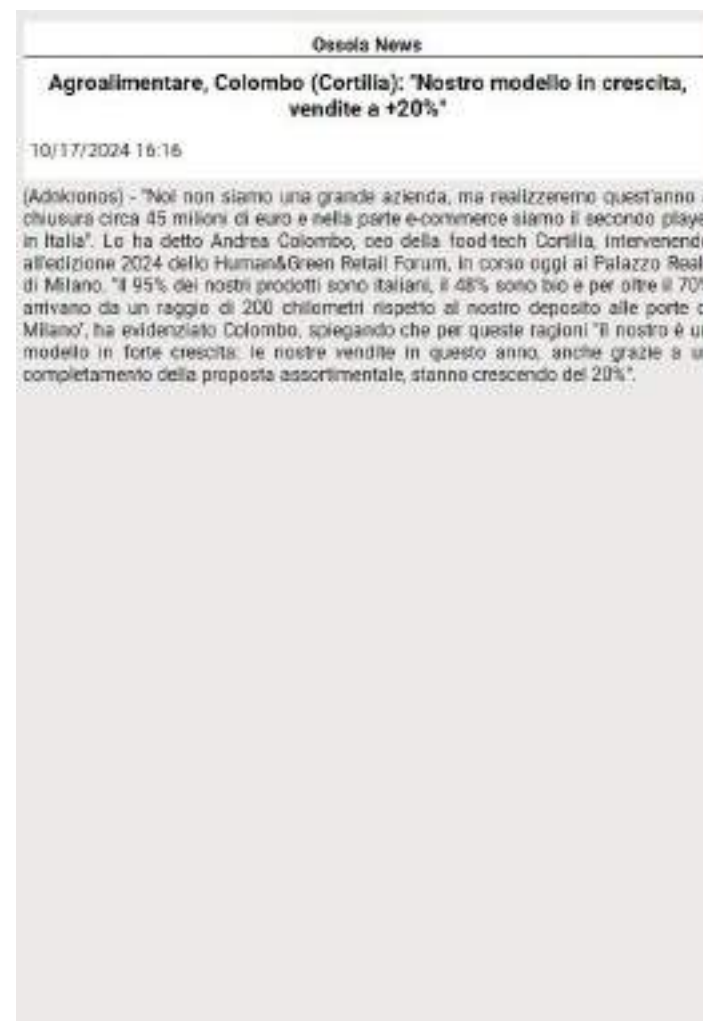 Ossola News
Agroalimentare, Colombo (Cortilia): "Nostro modello in crescita,
vendite a +20%"
10/17/2024 16:16
(Adnkronos) - "Noi non siamo una grande azienda, ma realizzeremo quest'anno
chiusura circa 45 milioni di euro e nella parte e-commerce siamo il secondo playe
in Italia". Lo ha detto Andrea Colombo, ceo della food-tech Cortilia, intervenendo
all'edizione 2024 dello Human&Green Retail Forum, in corso oggi al Palazzo Real
di Milano. "Il 95% dei nostri prodotti sono italiani, il 48% sono bio e per oltre il 70%
arrivano da un raggio di 200 chilometri rispetto al nostro deposito alle porte d
Milano", ha evidenziato Colombo, spiegando che per queste ragioni "il nostro è un
modello in forte crescita: le nostre vendite in questo anno, anche grazie a un
completamento della proposta assortimentale, stanno crescendo del 20%".